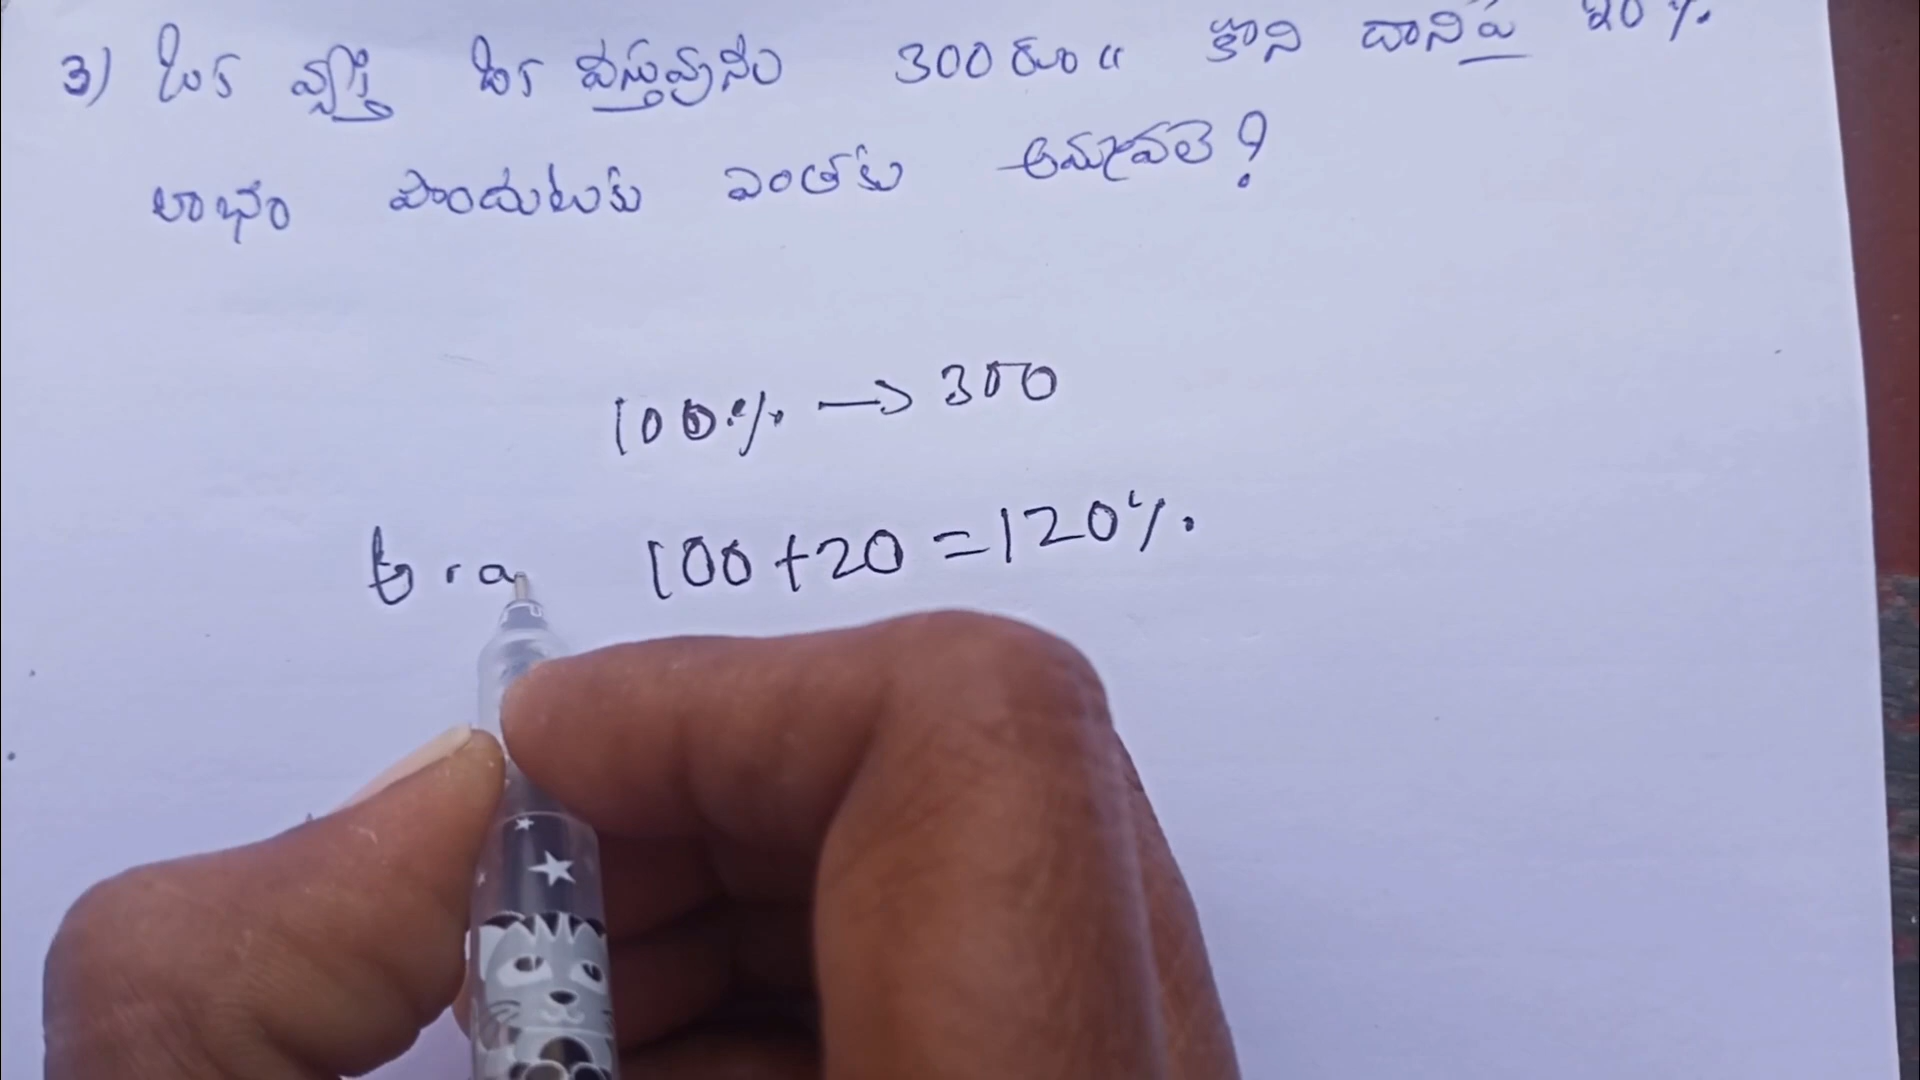 3) ఒక వ్యక్తి ఒక వస్తువును 300 రూ" కొని దానిపై 20%
లాభం పొందుటకు ఎంతకు అమ్మవలె?
100% → 300
100+20=120%.